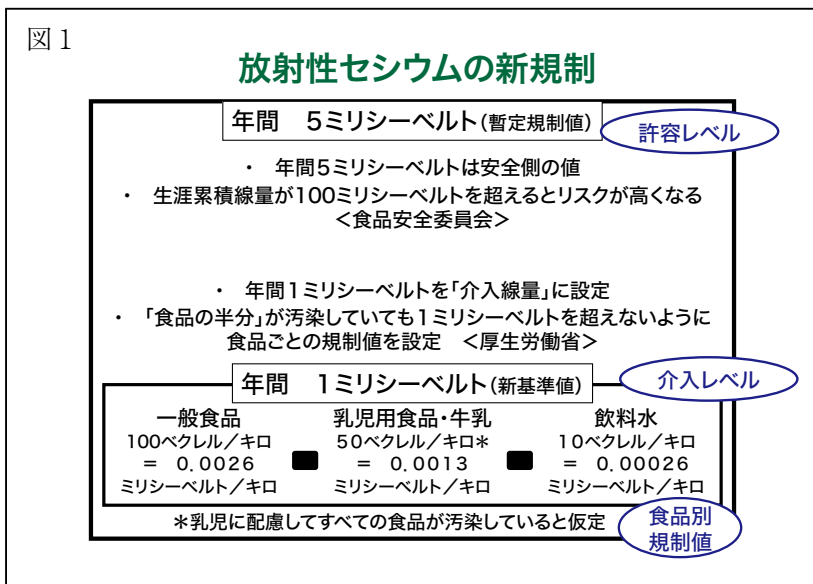 図1
放射性セシウムの新規制
年間　5ミリシーベルト(暫定規制値)
許容レベル
・　年間5ミリシーベルトは安全側の値
・　生涯累積線量が100ミリシーベルトを超えるとリスクが高くなる
＜食品安全委員会＞
・　年間1ミリシーベルトを「介入線量」に設定
・　「食品の半分」が汚染していても1ミリシーベルトを超えないように
食品ごとの規制値を設定　＜厚生労働省＞
年間　1ミリシーベルト(新基準値)
介入レベル
一般食品　乳児用食品・牛乳　飲料水
100ベクレル／キロ　50ベクレル／キロ*　10ベクレル／キロ
= 0.0026　= 0.0013　= 0.00026
ミリシーベルト／キロ　ミリシーベルト／キロ　ミリシーベルト／キロ
*乳児に配慮してすべての食品が汚染していると仮定
食品別
規制値